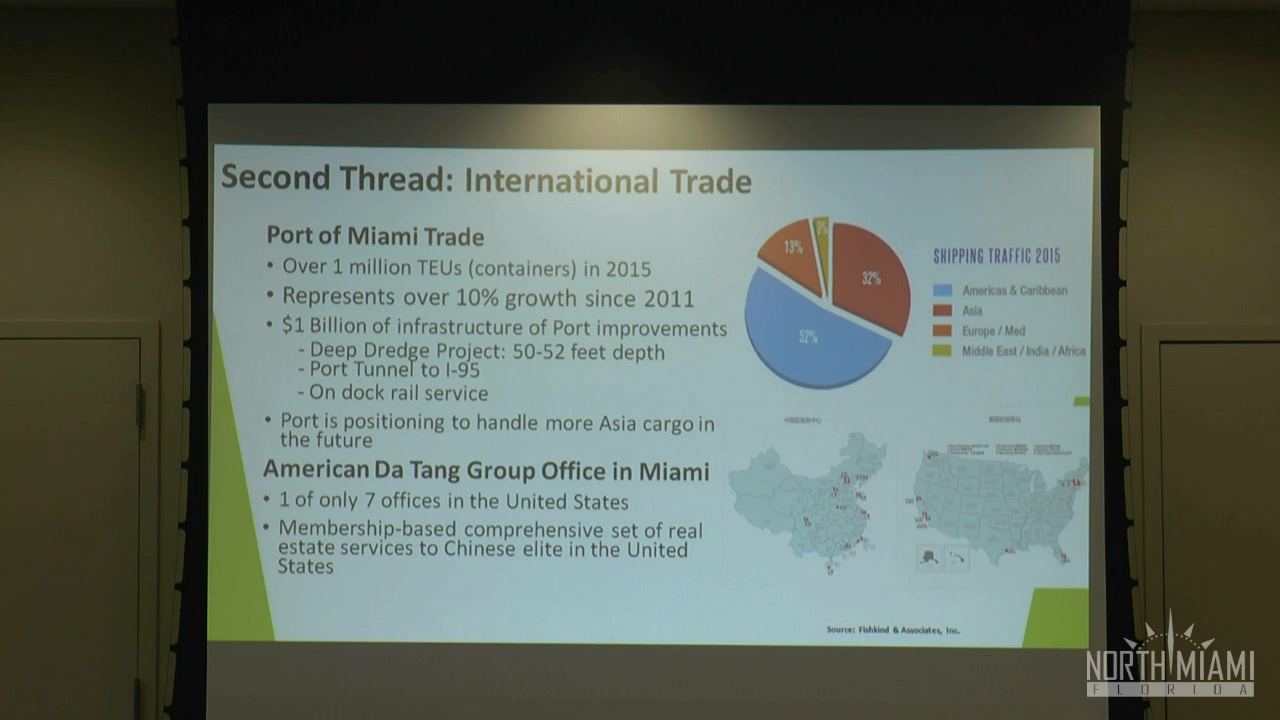 Second Thread: International Trade
Port of Miami Trade
• Over 1 million TEUs (containers) in 2015
• Represents over 10% growth since 2011
• $1 Billion of infrastructure of Port improvements
- Deep Dredge Project: 50-52 feet depth
- Port Tunnel to I-95
- On dock rail service
• Port is positioning to handle more Asia cargo in
the future
American Da Tang Group Office in Miami
• 1 of only 7 offices in the United States
• Membership-based comprehensive set of real
estate services to Chinese elite in the United
States
13%
32%
52%
SHIPPING TRAFFIC 2015
Americas & Caribbean
Asia
Europe / Med
Middle East / India / Africa
Source: Fishkind & Associates, Inc.
NORTH MIAMI
FLORIDA